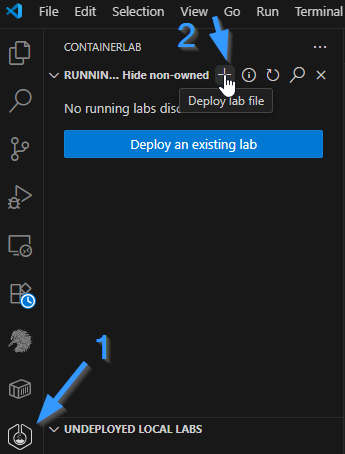 File Edit Selection View Go Run Terminal
2
CONTAINERLAB ...
RUNNIN... Hide non-owned
Deploy lab file
No running labs disc
Deploy an existing lab
1
UNDEPLOYED LOCAL LABS